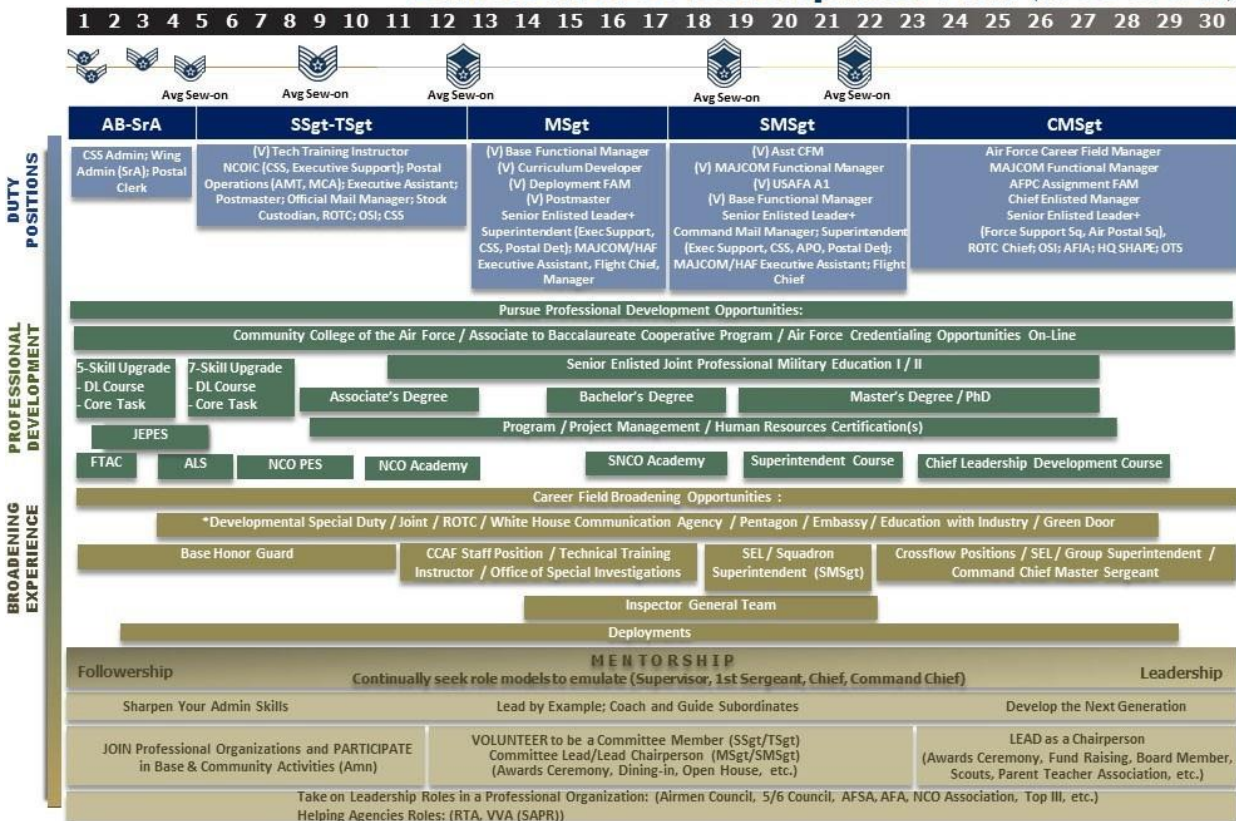 1 2 3 4 5 6 7 8 9 10 11 12 13 14 15 16 17 18 19 20 21 22 23 24 25 26 27 28 29 30
Avg Sew-on
Avg Sew-on
Avg Sew-on
Avg Sew-on
Avg Sew-on
AB-SrA
SSgt-TSgt
MSgt
SMSgt
CMSgt
DUTY
POSITIONS
CSS Admin; Wing
Admin (SrA); Postal
Clerk
(V) Tech Training Instructor
NCOIC (CSS, Executive Support); Postal
Operations (AMT, MCA); Executive Assistant;
Postmaster; Official Mail Manager; Stock
Custodian, ROTC; OSI; CSS
(V) Base Functional Manager
(V) Curriculum Developer
(V) Deployment FAM
(V) Postmaster
Senior Enlisted Leader+
Superintendent (Exec Support,
CSS, Postal Det); MAJCOM/HAF
Executive Assistant, Flight Chief,
Manager
(V) Asst CFM
(V) MAJCOM Functional Manager
(V) USAFA A1
(V) Base Functional Manager
Senior Enlisted Leader+
Command Mail Manager; Superintendent
(Exec Support, CSS, APO, Postal Det);
MAJCOM/HAF Executive Assistant; Flight
Chief
Air Force Career Field Manager
MAJCOM Functional Manager
AFPC Assignment FAM
Chief Enlisted Manager
Senior Enlisted Leader+
(Force Support Sq, Air Postal Sq),
ROTC Chief; OSI; AFIA; HQ SHAPE; OTS
PROFESSIONAL
DEVELOPMENT
Pursue Professional Development Opportunities:
Community College of the Air Force / Associate to Baccalaureate Cooperative Program / Air Force Credentialing Opportunities On-Line
5-Skill Upgrade
- DL Course
- Core Task
7-Skill Upgrade
- DL Course
- Core Task
Senior Enlisted Joint Professional Military Education I / II
Associate's Degree
Bachelor's Degree
Master's Degree / PhD
JEPES
Program / Project Management / Human Resources Certification(s)
FTAC
ALS
NCO PES
NCO Academy
SNCO Academy
Superintendent Course
Chief Leadership Development Course
BROADENING
EXPERIENCE
Career Field Broadening Opportunities :
*Developmental Special Duty / Joint / ROTC / White House Communication Agency / Pentagon / Embassy / Education with Industry / Green Door
Base Honor Guard
CCAF Staff Position / Technical Training
Instructor / Office of Special Investigations
SEL / Squadron
Superintendent (SMSgt)
Crossflow Positions / SEL / Group Superintendent /
Command Chief Master Sergeant
Inspector General Team
Deployments
MENTORSHIP
Followership
Continually seek role models to emulate (Supervisor, 1st Sergeant, Chief, Command Chief)
Leadership
Sharpen Your Admin Skills
Lead by Example; Coach and Guide Subordinates
Develop the Next Generation
JOIN Professional Organizations and PARTICIPATE
in Base & Community Activities (Amn)
VOLUNTEER to be a Committee Member (SSgt/TSgt)
Committee Lead/Lead Chairperson (MSgt/SMSgt)
(Awards Ceremony, Dining-in, Open House, etc.)
LEAD as a Chairperson
(Awards Ceremony, Fund Raising, Board Member,
Scouts, Parent Teacher Association, etc.)
Take on Leadership Roles in a Professional Organization: (Airmen Council, 5/6 Council, AFSA, AFA, NCO Association, Top III, etc.)
Helping Agencies Roles: (RTA, VVA (SAPR))